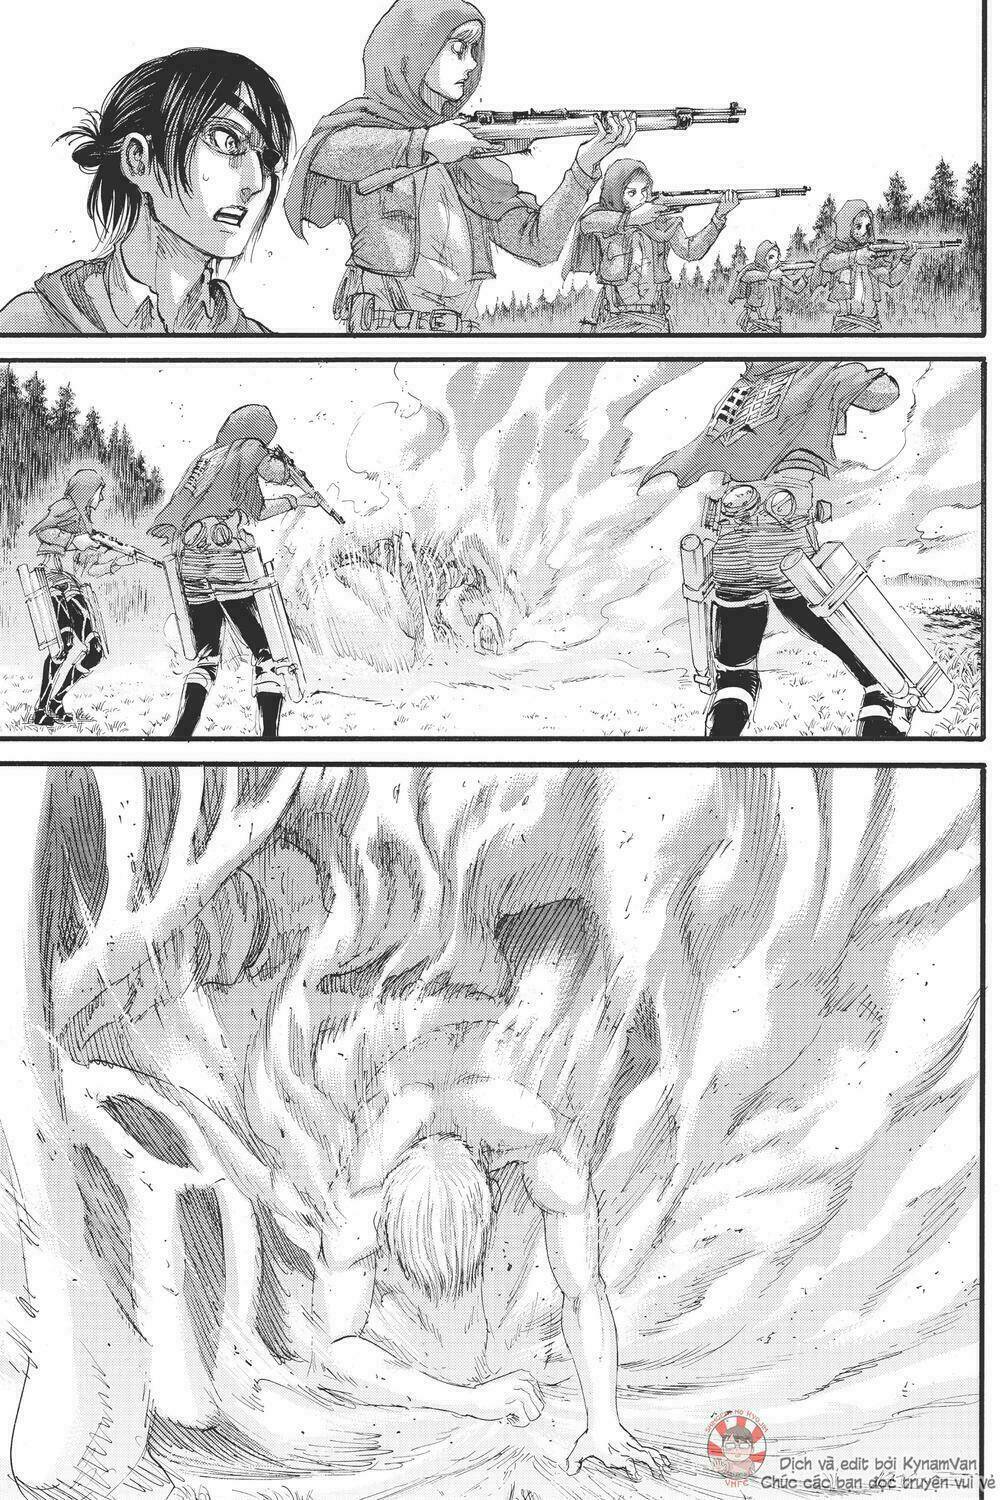 Dịch và edit bởi KynamVan
Chúc các bạn đọc truyện vui vẻ